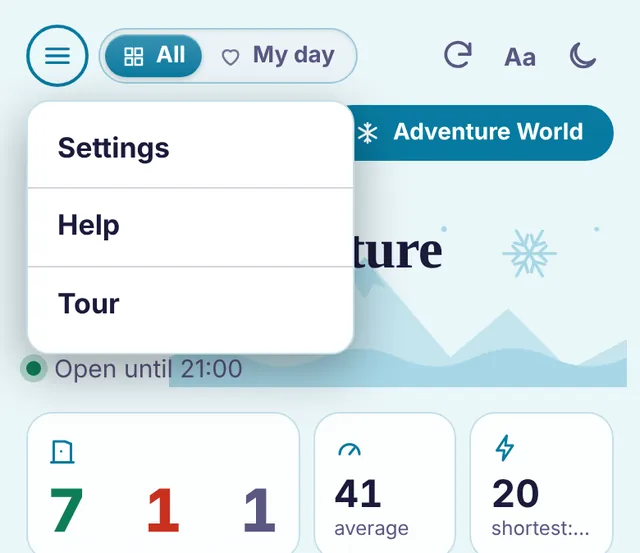 All
My day
Aa
Adventure World
Settings
Help
Tour
ture
Open until 21:00
7
1
1
41
average
20
shortest:...